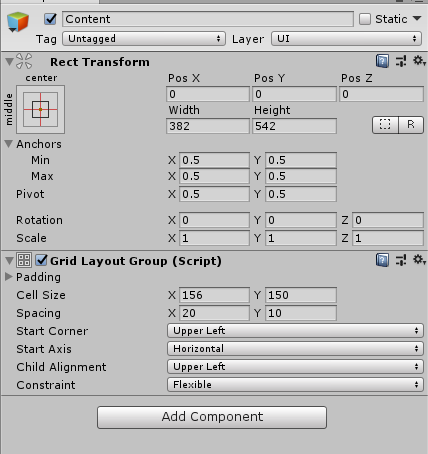 Content Static
Tag Untagged Layer UI
Rect Transform
center
middle
Pos X Pos Y Pos Z
0 0 0
Width Height
382 542 R
Anchors
Min X 0.5 Y 0.5
Max X 0.5 Y 0.5
Pivot X 0.5 Y 0.5
Rotation X 0 Y 0 Z 0
Scale X 1 Y 1 Z 1
Grid Layout Group (Script)
Padding
Cell Size X 156 Y 150
Spacing X 20 Y 10
Start Corner Upper Left
Start Axis Horizontal
Child Alignment Upper Left
Constraint Flexible
Add Component